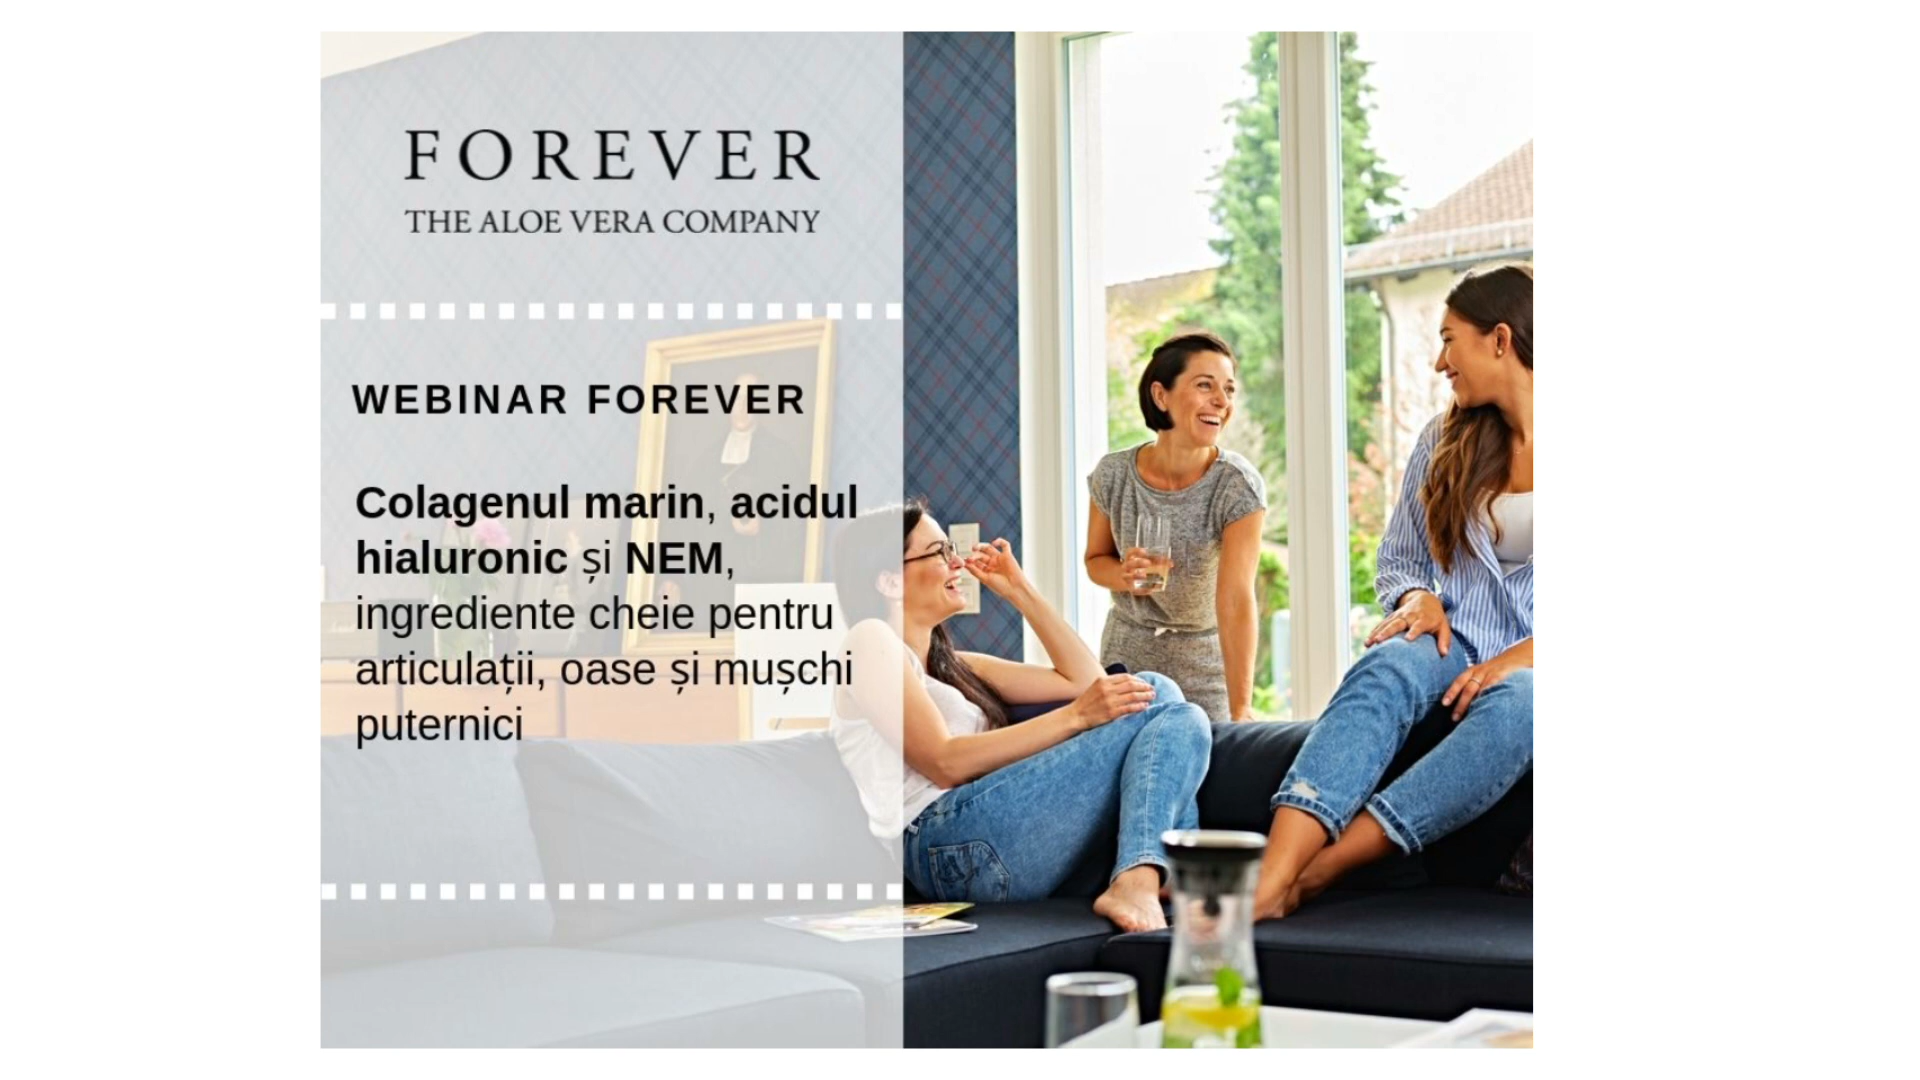 FOREVER
THE ALOE VERA COMPANY
WEBINAR FOREVER
Colagenul marin, acidul
hialuronic și NEM,
ingrediente cheie pentru
articulații, oase și mușchi
puternici